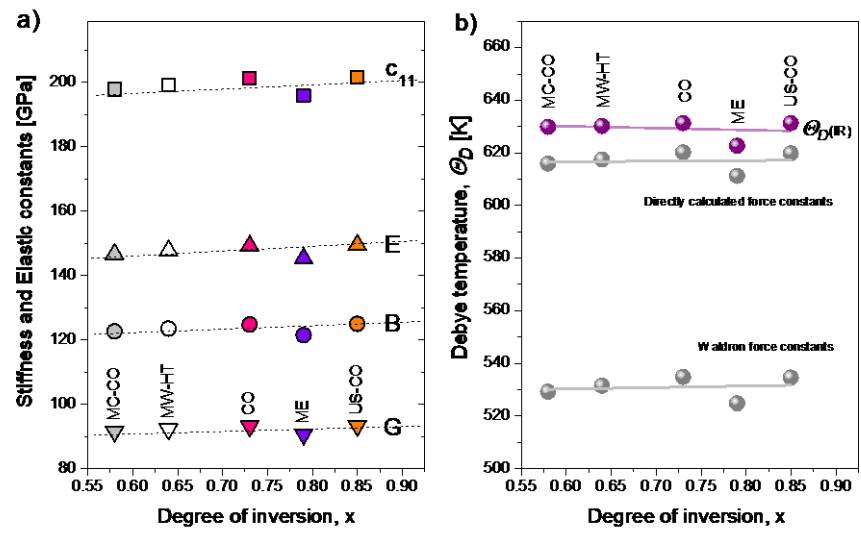 a)
Stiffness and Elastic constants [GPa]
200
180
160
140
120
100
80
0.55 0.60 0.65 0.70 0.75 0.80 0.85 0.90
Degree of inversion, x
c11
E
B
G
MC-CO
MW-HT
CO
ME
US-CO
b)
Debye temperature, Θ_D [K]
660
640
620
600
580
560
540
520
500
0.55 0.60 0.65 0.70 0.75 0.80 0.85 0.90
Degree of inversion, x
MC-CO
MW-HT
CO
ME
US-CO
Θ_D(IR)
Directly calculated force constants
Waldron force constants